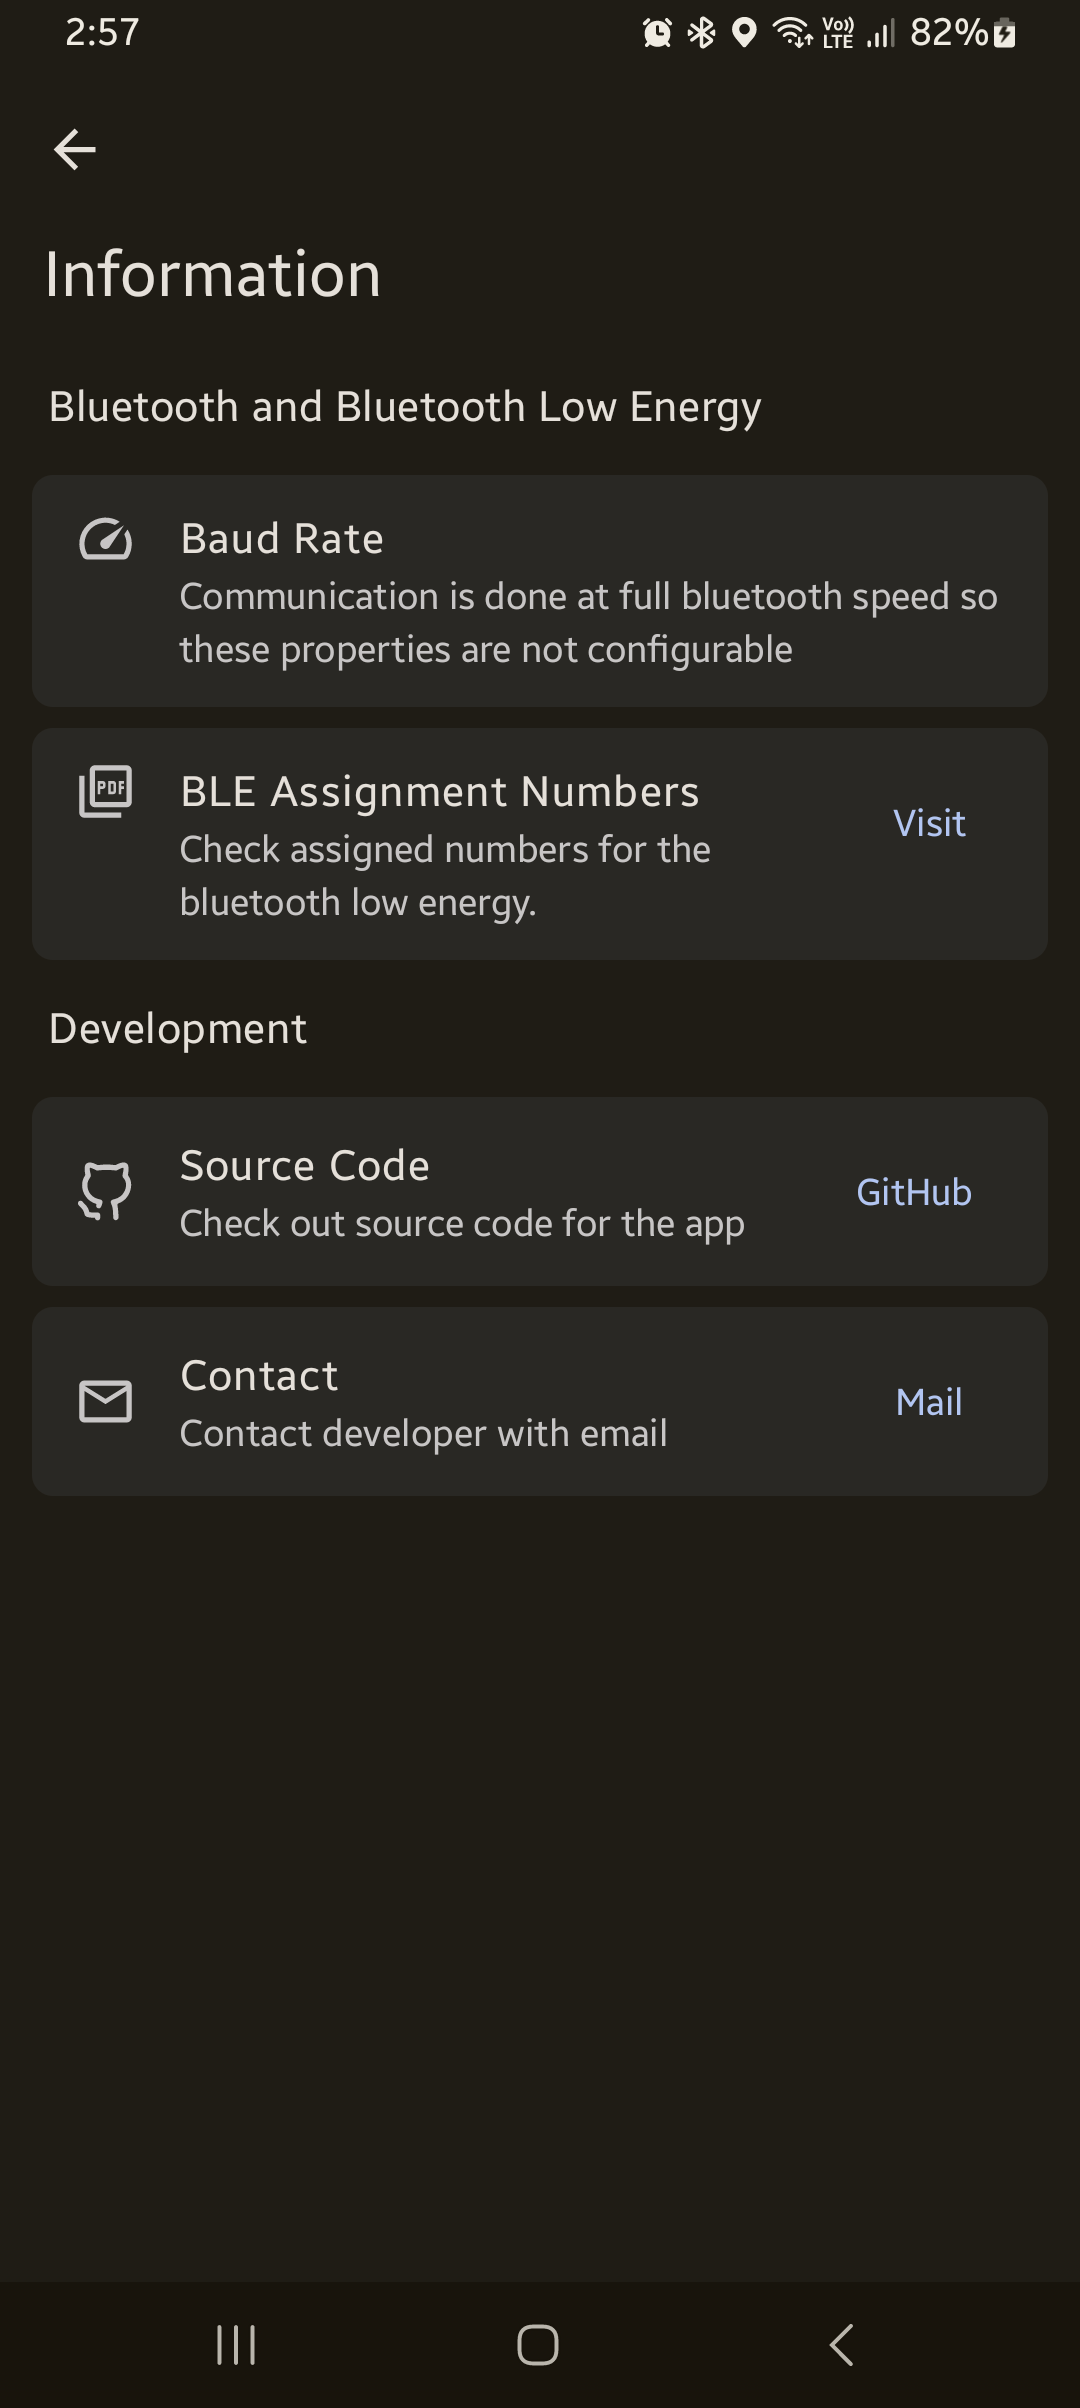 2:57
Vo))
LTE
82%
Information
Bluetooth and Bluetooth Low Energy
Baud Rate
Communication is done at full bluetooth speed so
these properties are not configurable
PDF
BLE Assignment Numbers
Check assigned numbers for the
bluetooth low energy.
Visit
Development
Source Code
Check out source code for the app
GitHub
Contact
Contact developer with email
Mail